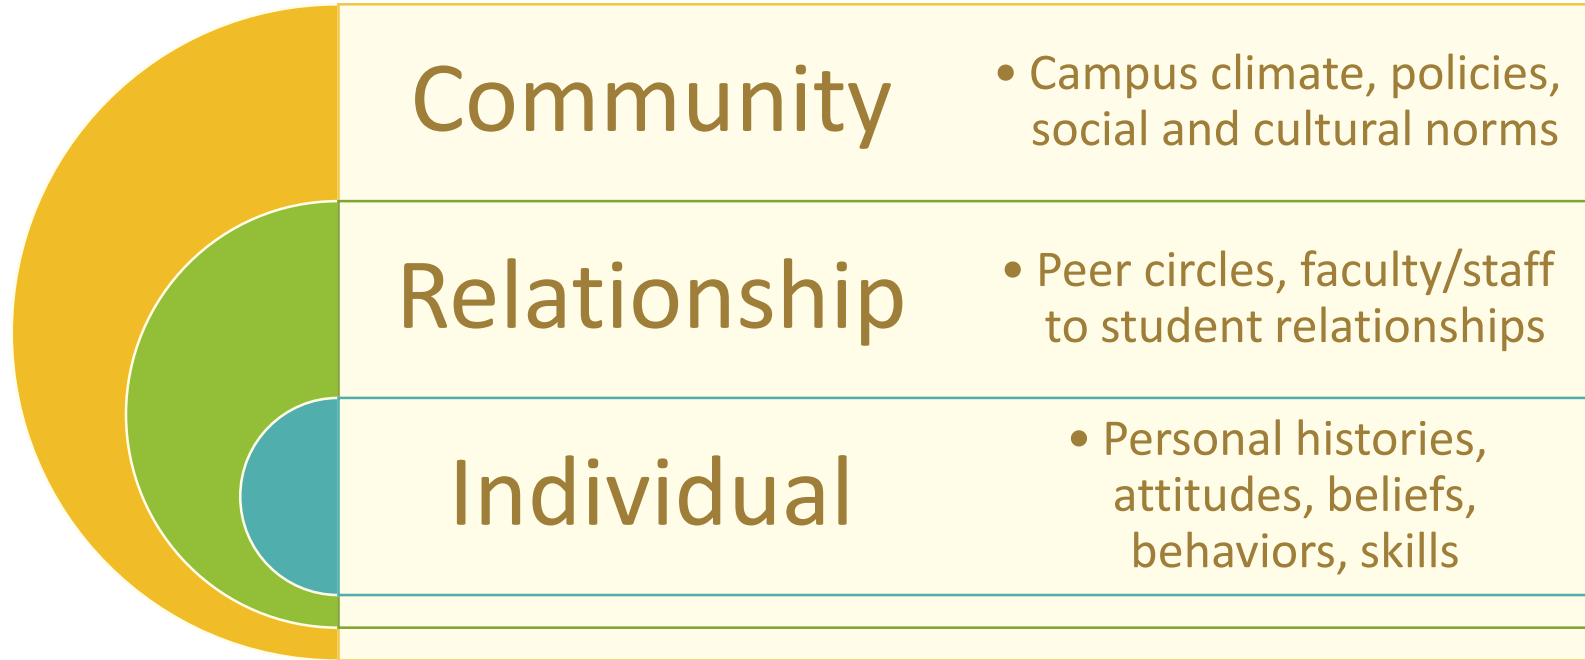 Community
• Campus climate, policies,
social and cultural norms
Relationship
• Peer circles, faculty/staff
to student relationships
Individual
• Personal histories,
attitudes, beliefs,
behaviors, skills